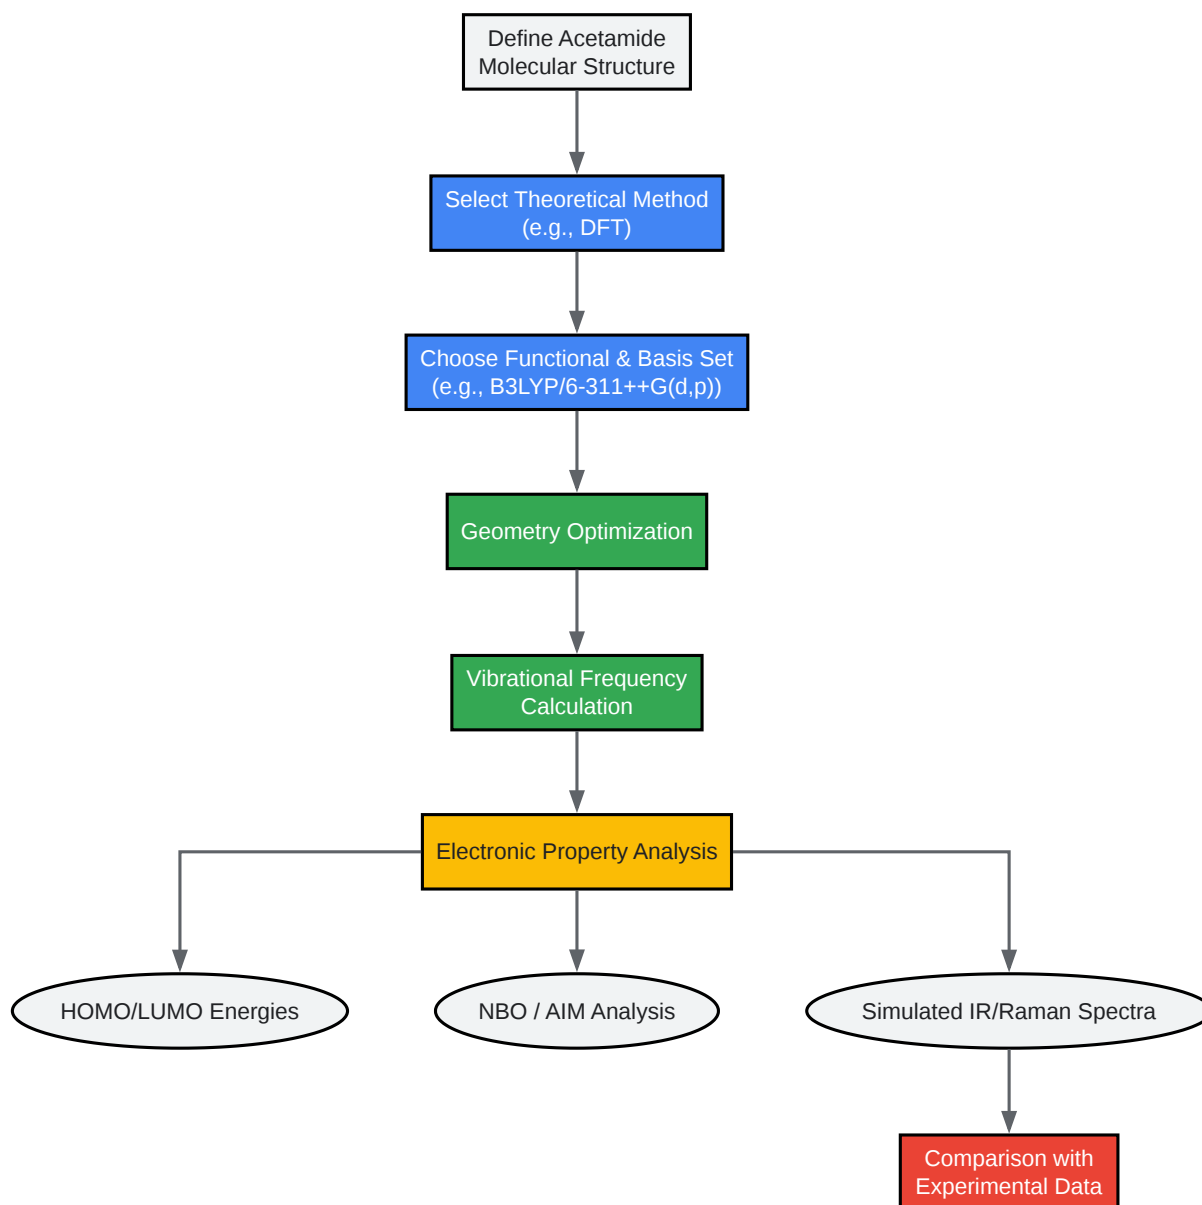 Define Acetamide
Molecular Structure
Select Theoretical Method
(e.g., DFT)
Choose Functional & Basis Set
(e.g., B3LYP/6-311++G(d,p))
Geometry Optimization
Vibrational Frequency
Calculation
Electronic Property Analysis
HOMO/LUMO Energies
NBO / AIM Analysis
Simulated IR/Raman Spectra
Comparison with
Experimental Data